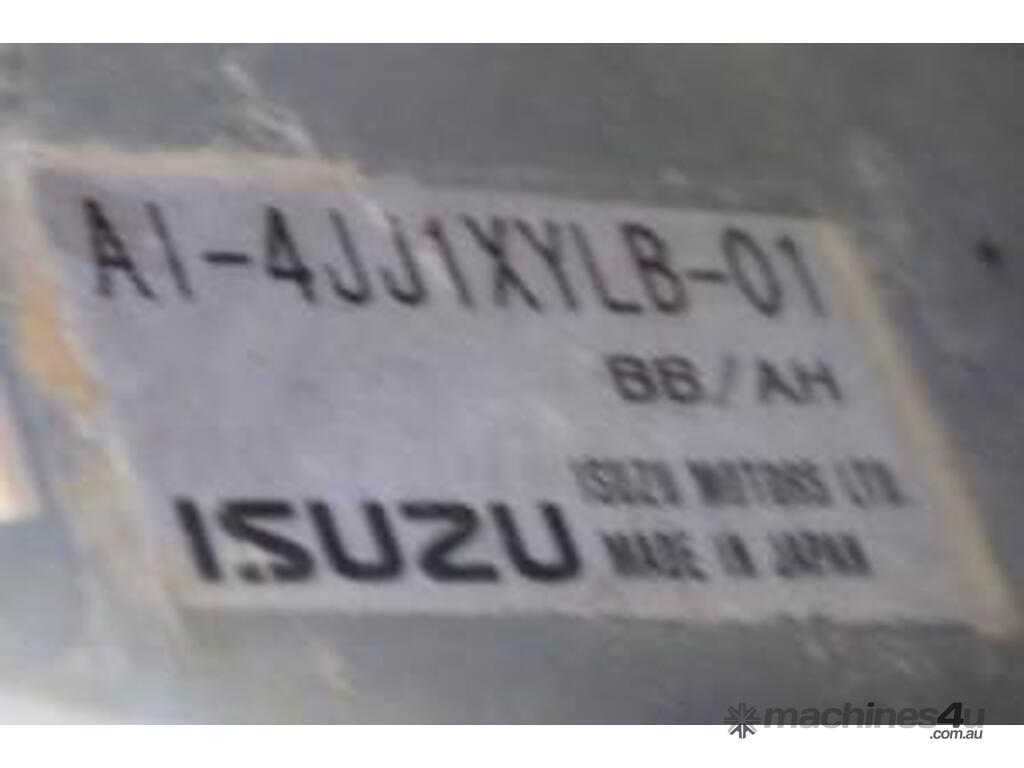 AI-4JJ1XYLB-01
BB/AH
ISUZU MOTORS LTD.
ISUZU
MADE IN JAPAN
machines4u
.com.au